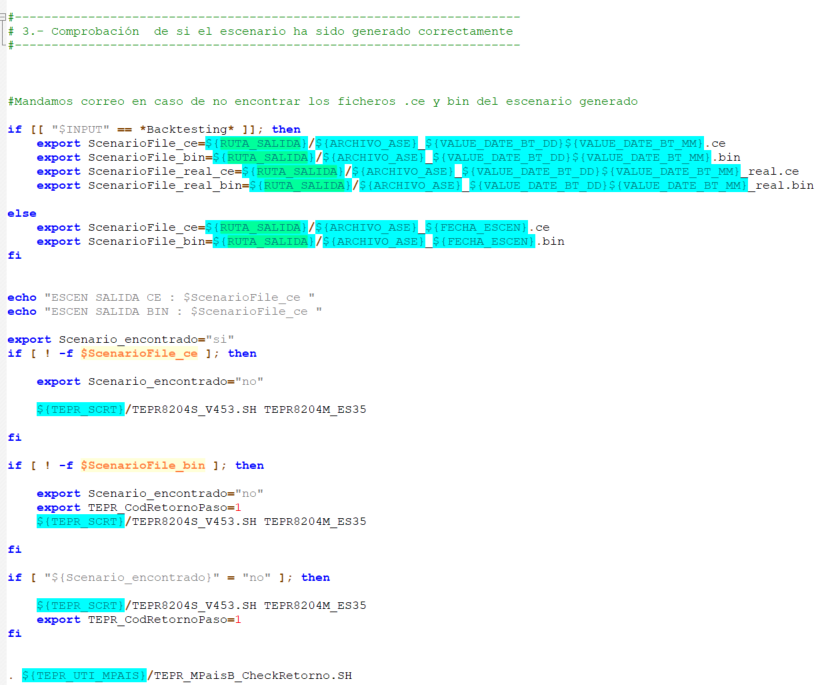 #---------------------------------------------------------------------
# 3.- Comprobación  de si el escenario ha sido generado correctamente
#---------------------------------------------------------------------
#Mandamos correo en caso de no encontrar los ficheros .ce y bin del escenario generado
if [[ "$INPUT" == *Backtesting* ]]; then
    export ScenarioFile_ce=${RUTA_SALIDA}/${ARCHIVO_ASE}_${VALUE_DATE_BT_DD}${VALUE_DATE_BT_MM}.ce
    export ScenarioFile_bin=${RUTA_SALIDA}/${ARCHIVO_ASE}_${VALUE_DATE_BT_DD}${VALUE_DATE_BT_MM}.bin
    export ScenarioFile_real_ce=${RUTA_SALIDA}/${ARCHIVO_ASE}_${VALUE_DATE_BT_DD}${VALUE_DATE_BT_MM}_real.ce
    export ScenarioFile_real_bin=${RUTA_SALIDA}/${ARCHIVO_ASE}_${VALUE_DATE_BT_DD}${VALUE_DATE_BT_MM}_real.bin
else
    export ScenarioFile_ce=${RUTA_SALIDA}/${ARCHIVO_ASE}_${FECHA_ESCEN}.ce
    export ScenarioFile_bin=${RUTA_SALIDA}/${ARCHIVO_ASE}_${FECHA_ESCEN}.bin
fi
echo "ESCEN SALIDA CE : $ScenarioFile_ce "
echo "ESCEN SALIDA BIN : $ScenarioFile_ce "
export Scenario_encontrado="si"
if [ ! -f $ScenarioFile_ce ]; then
    export Scenario_encontrado="no"
    ${TEPR_SCRT}/TEPR8204S_V453.SH TEPR8204M_ES35
fi
if [ ! -f $ScenarioFile_bin ]; then
    export Scenario_encontrado="no"
    export TEPR_CodRetornoPaso=1
    ${TEPR_SCRT}/TEPR8204S_V453.SH TEPR8204M_ES35
fi
if [ "${Scenario_encontrado}" = "no" ]; then
    ${TEPR_SCRT}/TEPR8204S_V453.SH TEPR8204M_ES35
    export TEPR_CodRetornoPaso=1
fi
. ${TEPR_UTI_MPAIS}/TEPR_MPaisB_CheckRetorno.SH